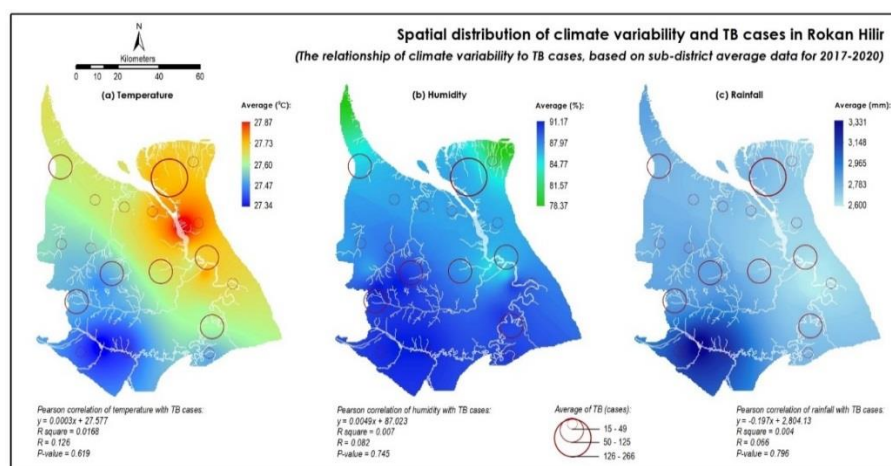 Spatial distribution of climate variability and TB cases in Rokan Hilir
(The relationship of climate variability to TB cases, based on sub-district average data for 2017-2020)
N
Kilometers
0 10 20 40 60
(a) Temperature
Average (⁰C):
27.87
27.73
27.60
27.47
27.34
(b) Humidity
Average (%):
91.17
87.97
84.77
81.57
78.37
(c) Rainfall
Average (mm):
3,331
3,148
2,965
2,783
2,600
Pearson correlation of temperature with TB cases:
y = 0.0003x + 27.577
R square = 0.0168
R = 0.126
P-value = 0.619
Pearson correlation of humidity with TB cases:
y = 0.0049x + 87.023
R square = 0.007
R = 0.082
P-value = 0.745
Average of TB (cases):
15 - 49
50 - 125
126 - 266
Pearson correlation of rainfall with TB cases:
y = -0.197x + 2,804.13
R square = 0.004
R = 0.066
P-value = 0.796